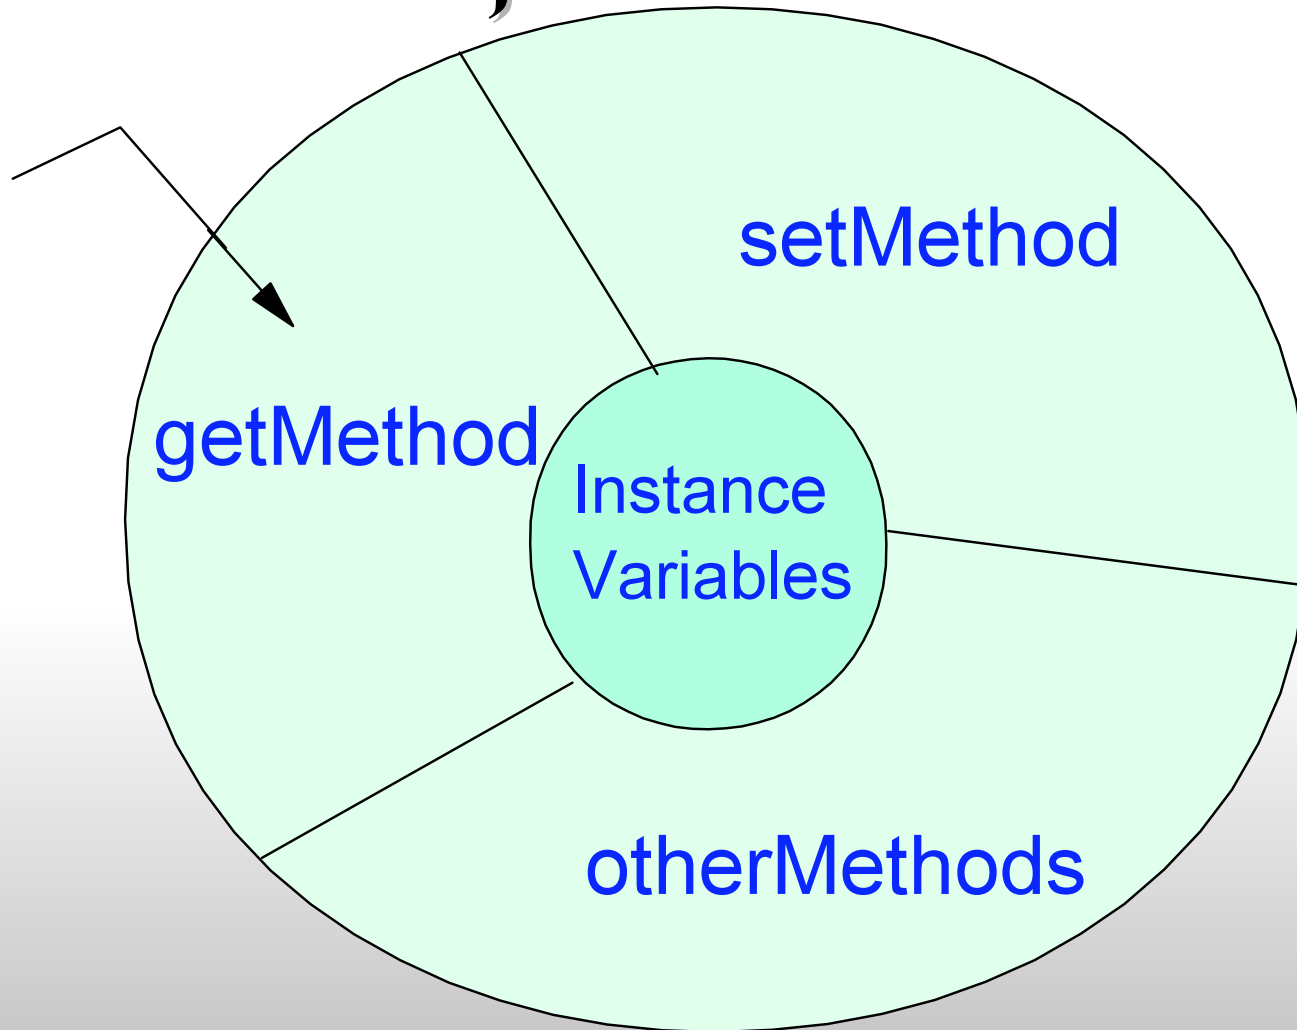 setMethod
getMethod
Instance
Variables
otherMethods